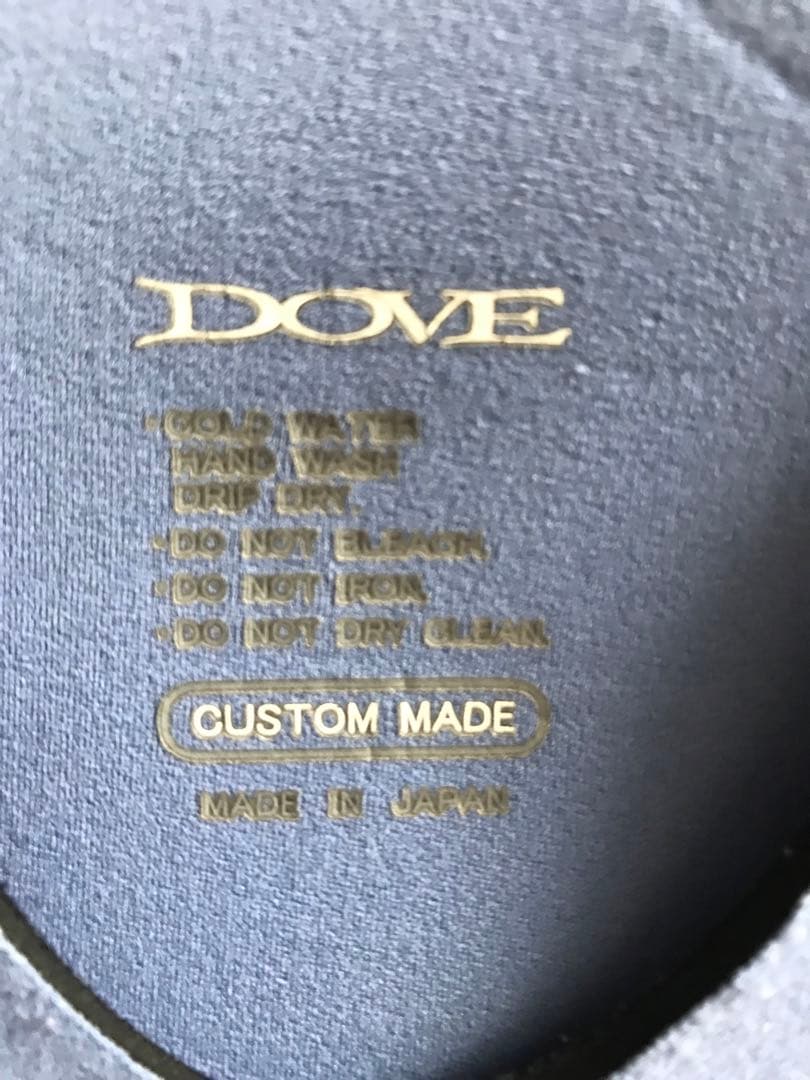 DOVE
•COLD WATER
HAND WASH
DRIP DRY.
•DO NOT BLEACH.
•DO NOT IRON.
•DO NOT DRY CLEAN.
CUSTOM MADE
MADE IN JAPAN